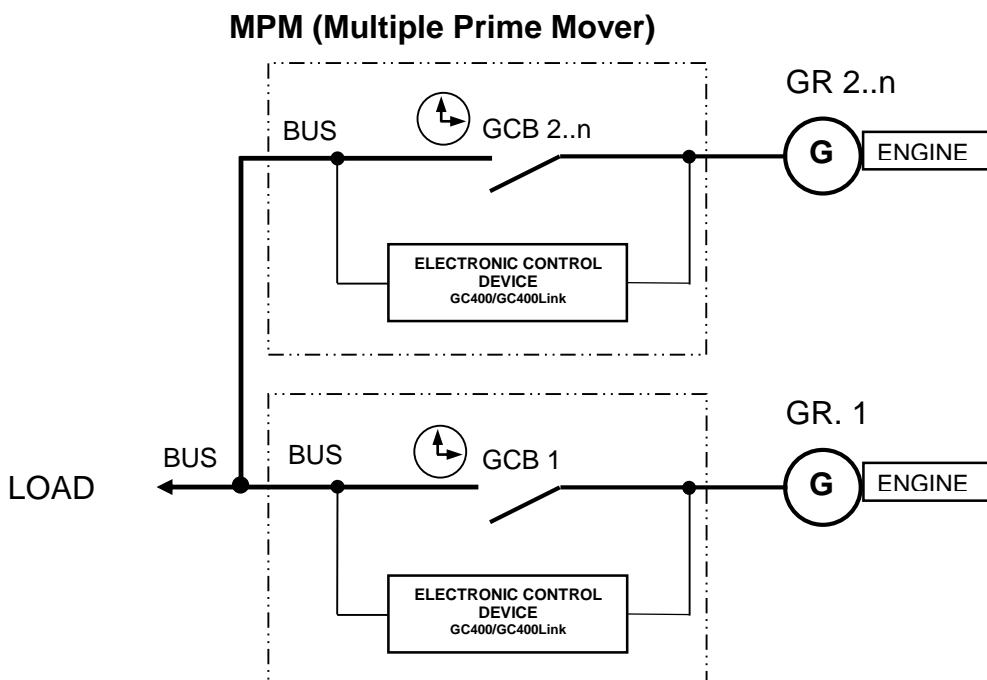 MPM (Multiple Prime Mover)
GR 2..n
BUS
GCB 2..n
G
ENGINE
ELECTRONIC CONTROL
DEVICE
GC400/GC400Link
GR. 1
BUS
BUS
GCB 1
G
ENGINE
LOAD
ELECTRONIC CONTROL
DEVICE
GC400/GC400Link